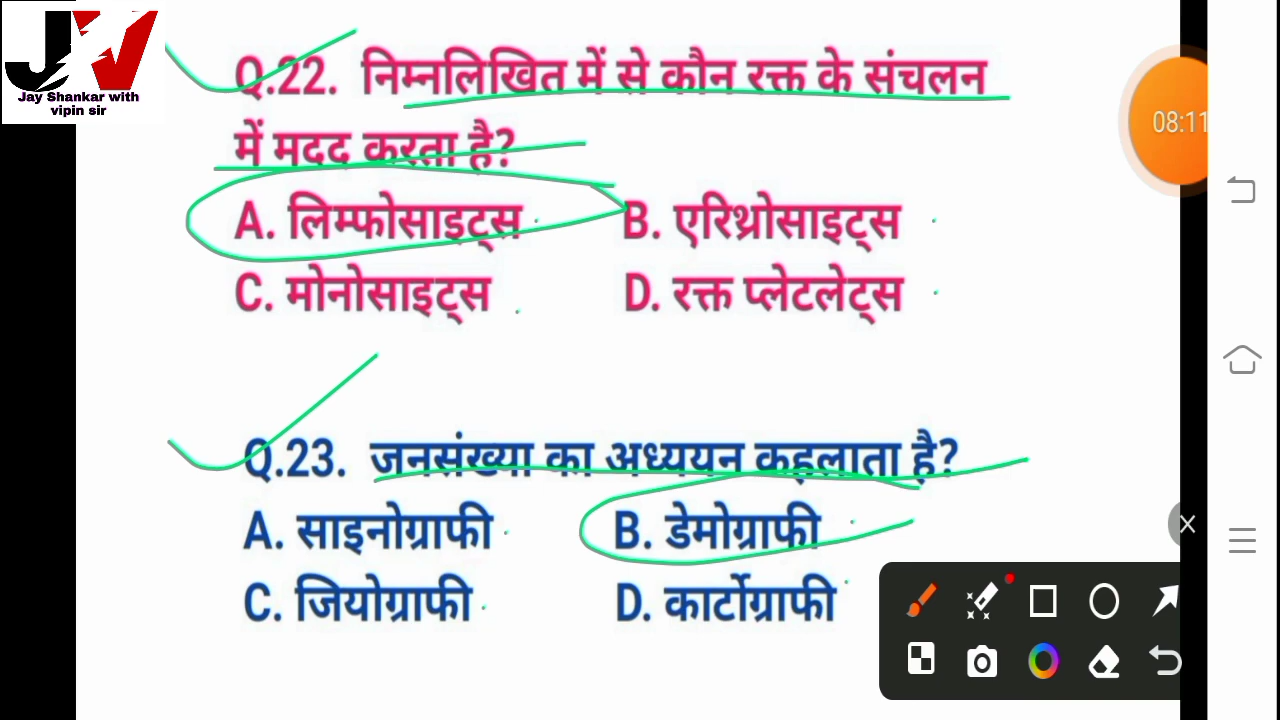 Jay Shankar with
vipin sir
Q.22. निम्नलिखित में से कौन रक्त के संचलन
में मदद करता है?
A. लिम्फोसाइट्स B. एरिथ्रोसाइट्स
C. मोनोसाइट्स D. रक्त प्लेटलेट्स
Q.23. जनसंख्या का अध्ययन कहलाता है?
A. साइनोग्राफी B. डेमोग्राफी
C. जियोग्राफी D. कार्टोग्राफी
08:11